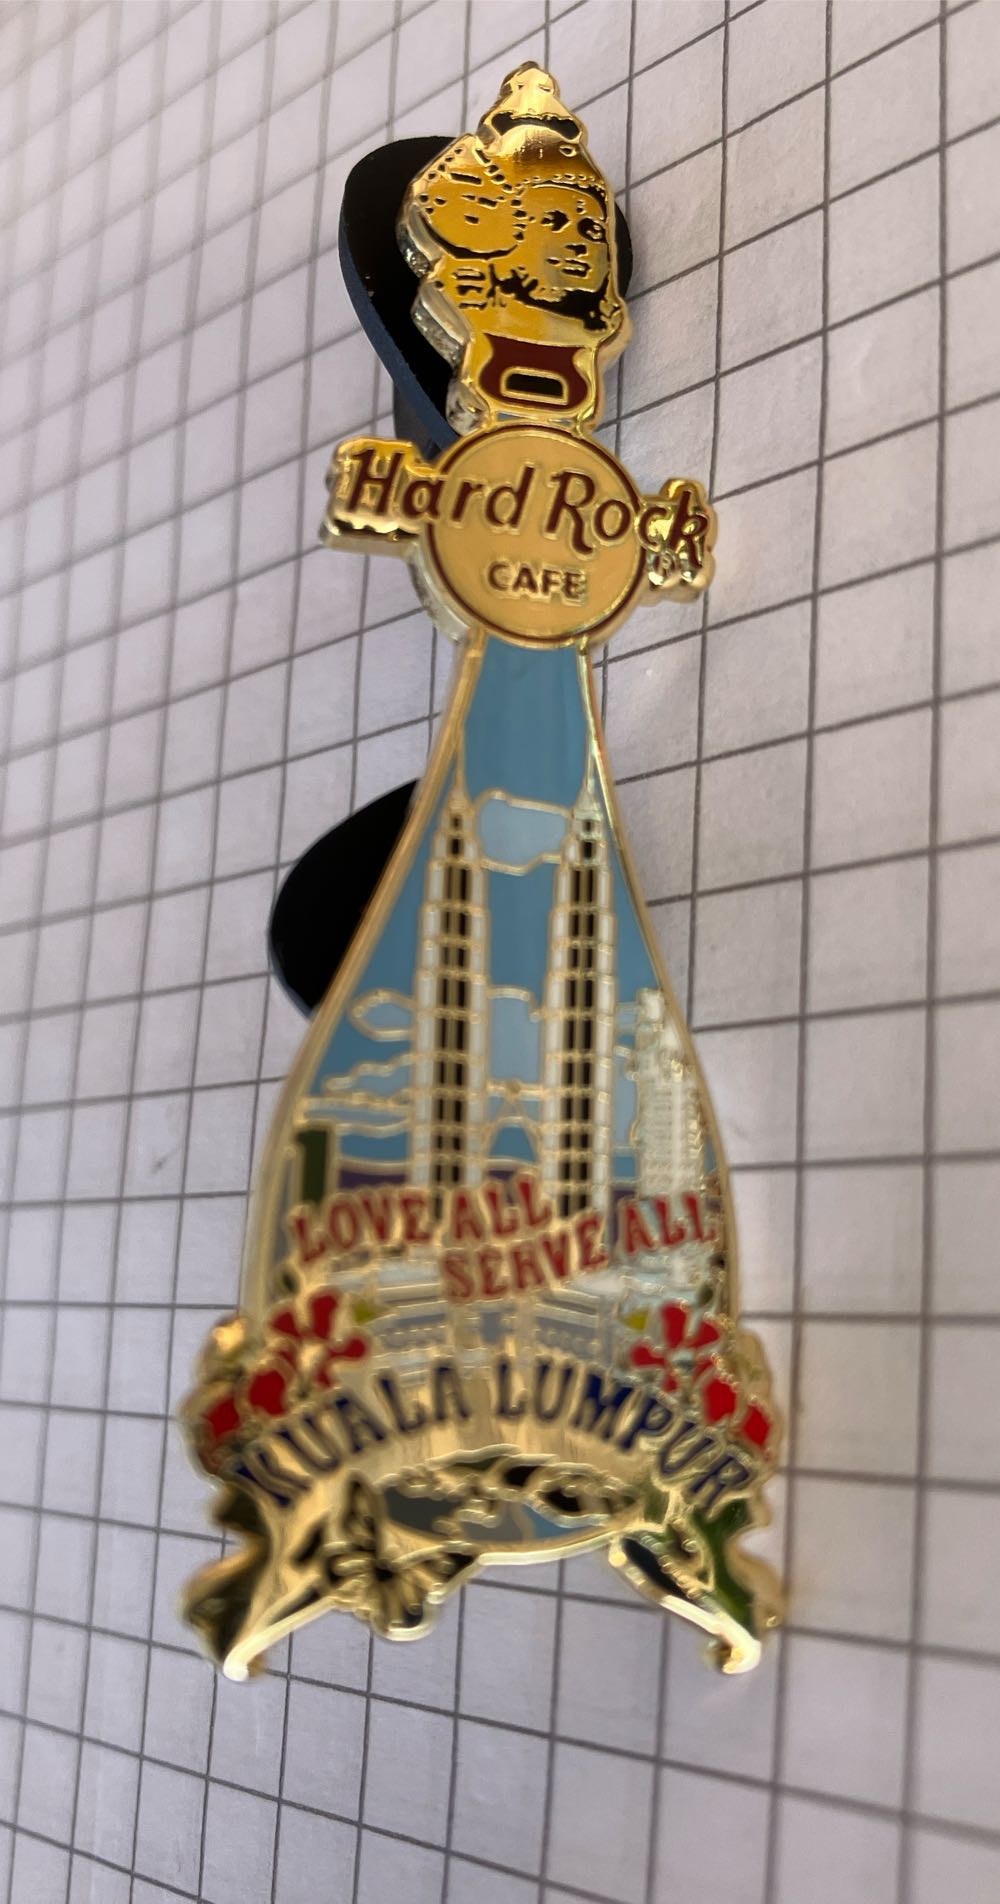 Hard Rock
®
CAFE
LOVE ALL
SERVE ALL
KUALA LUMPUR